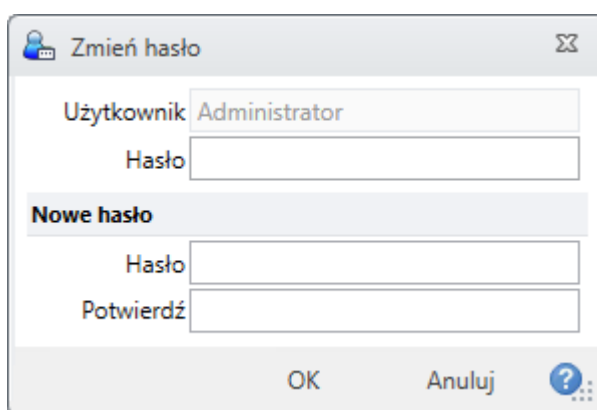 Zmień hasło
Użytkownik Administrator
Hasło
Nowe hasło
Hasło
Potwierdź
OK Anuluj ?